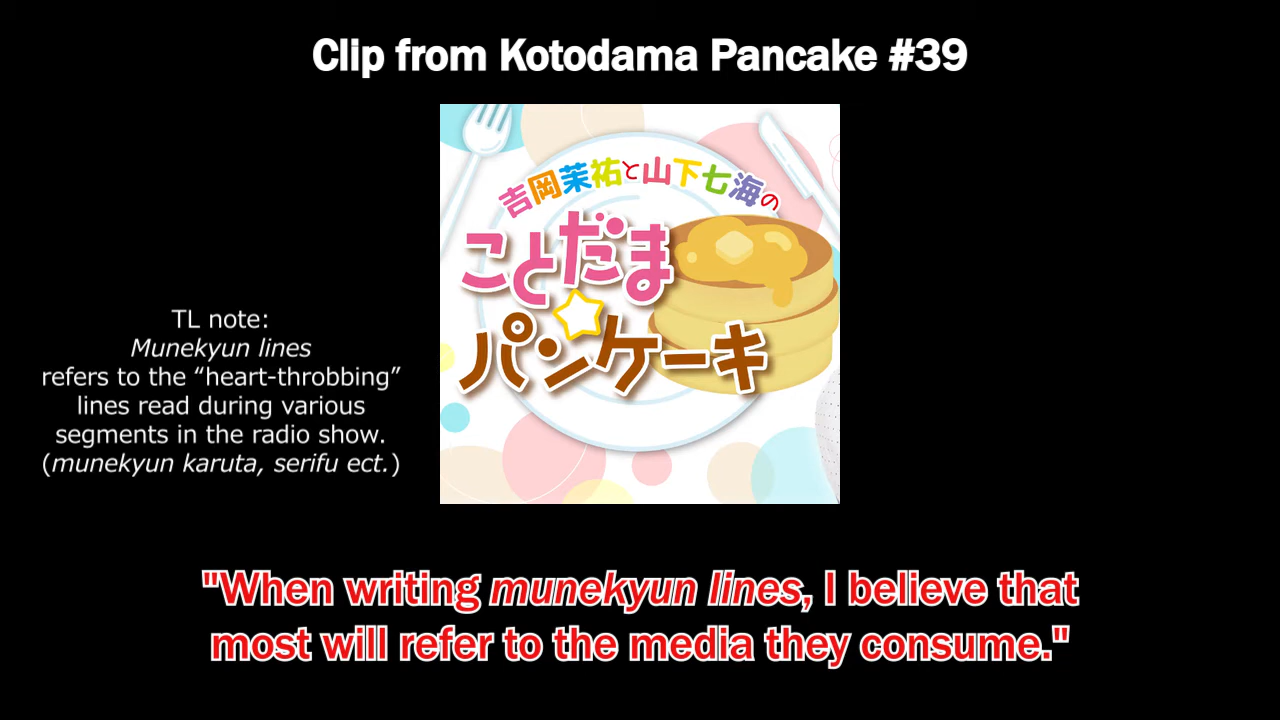 Clip from Kotodama Pancake #39
吉岡茉祐と山下七海の
ことだま
パンケーキ
TL note:
Munekyun lines
refers to the “heart-throbbing”
lines read during various
segments in the radio show.
(munekyun karuta, serifu ect.)
"When writing munekyun lines, I believe that
most will refer to the media they consume."